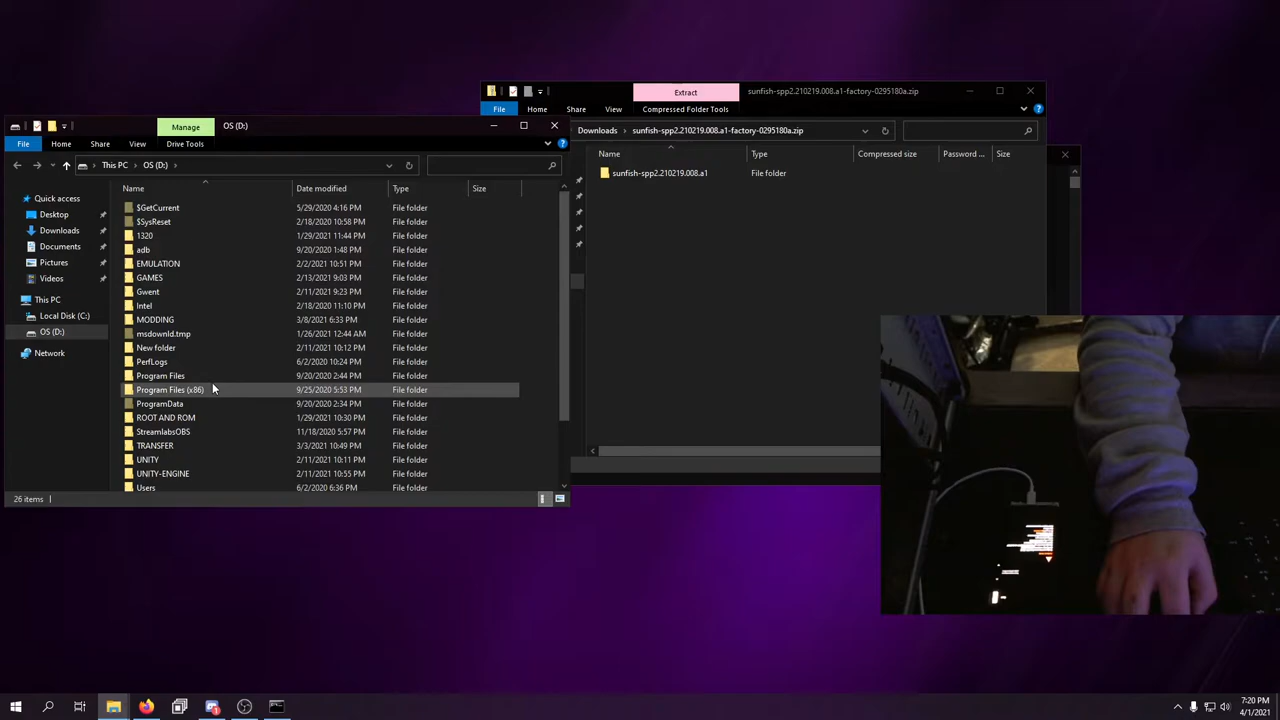 Extract
sunfish-spp2.210219.008.a1-factory-0295180a.zip
File Home Share View Compressed Folder Tools
Downloads > sunfish-spp2.210219.008.a1-factory-0295180a.zip
Name Type Compressed size Password ... Size
sunfish-spp2.210219.008.a1 File folder
Manage OS (D:)
File Home Share View Drive Tools
This PC > OS (D:) >
Name Date modified Type Size
Quick access
Desktop
Downloads
Documents
Pictures
Videos
This PC
Local Disk (C:)
OS (D:)
Network
$GetCurrent 5/29/2020 4:16 PM File folder
$SysReset 2/18/2020 10:58 PM File folder
1320 1/29/2021 11:44 PM File folder
adb 9/20/2020 1:48 PM File folder
EMULATION 2/2/2021 10:51 PM File folder
GAMES 2/13/2021 9:03 PM File folder
Gwent 2/11/2021 9:23 PM File folder
Intel 2/18/2020 11:10 PM File folder
MODDING 3/8/2021 6:33 PM File folder
msdownld.tmp 1/26/2021 12:44 AM File folder
New folder 2/11/2021 10:12 PM File folder
PerfLogs 6/2/2020 10:24 PM File folder
Program Files 9/20/2020 2:44 PM File folder
Program Files (x86) 9/25/2020 5:53 PM File folder
ProgramData 9/20/2020 2:34 PM File folder
ROOT AND ROM 1/29/2021 10:30 PM File folder
StreamlabsOBS 11/18/2020 5:57 PM File folder
TRANSFER 3/3/2021 10:49 PM File folder
UNITY 2/11/2021 10:11 PM File folder
UNITY-ENGINE 2/11/2021 10:55 PM File folder
Users 6/2/2020 6:36 PM File folder
26 items
7:20 PM
4/1/2021